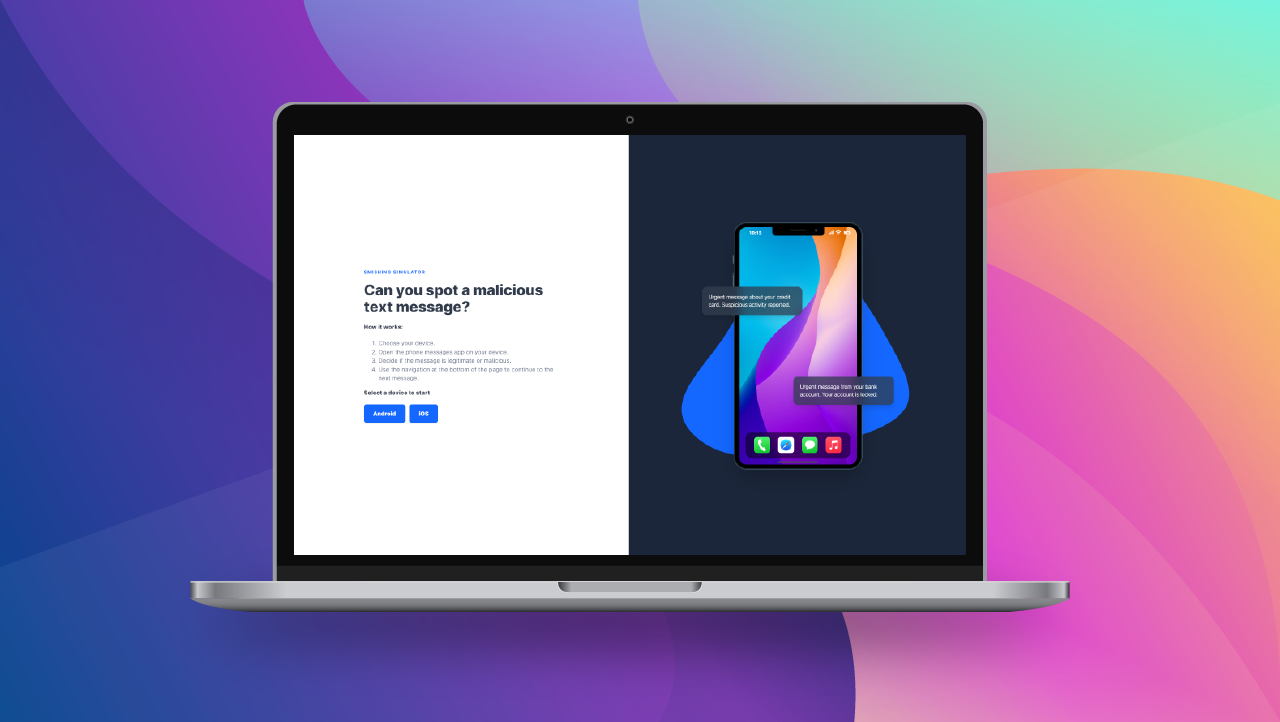 SMISHING SIMULATOR
Can you spot a malicious
text message?
How it works:
1. Choose your device.
2. Open the phone messages app on your device.
3. Decide if the message is legitimate or malicious.
4. Use the navigation at the bottom of the page to continue to the
next message.
Select a device to start
Android
iOS
10:12
Urgent message about your credit
card. Suspicious activity reported.
Urgent message from your bank
account. Your account is locked.